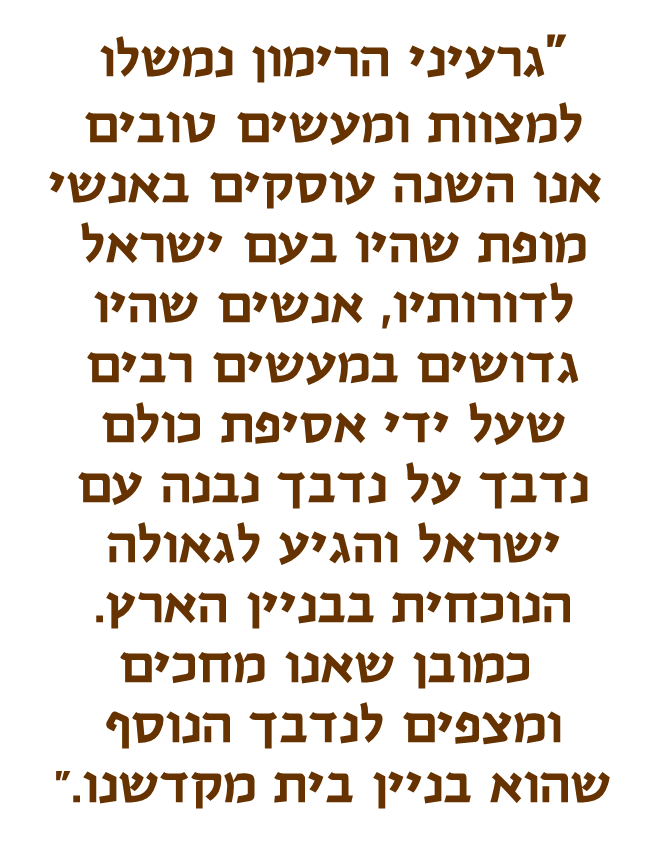 "גרעיני הרימון נמשלו
למצוות ומעשים טובים
אנו השנה עוסקים באנשי
מופת שהיו בעם ישראל
לדורותיו, אנשים שהיו
גדושים במעשים רבים
שעל ידי אסיפת כולם
נדבך על נדבך נבנה עם
ישראל והגיע לגאולה
הנוכחית בבניין הארץ.
כמובן שאנו מחכים
ומצפים לנדבך הנוסף
שהוא בניין בית מקדשנו."